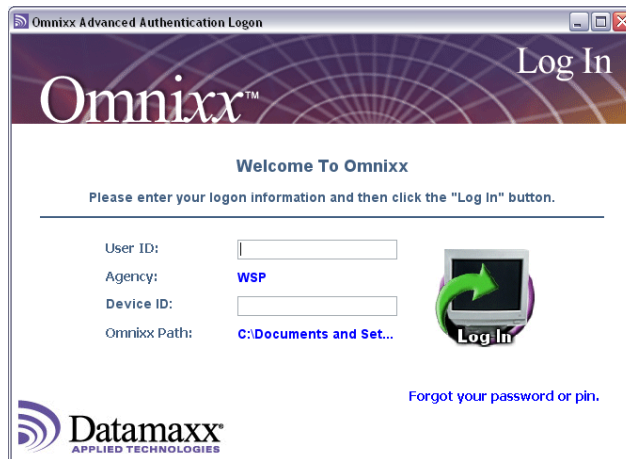 Omnixx Advanced Authentication Logon
Log In
Omnixx™
Welcome To Omnixx
Please enter your logon information and then click the "Log In" button.
User ID:
Agency: WSP
Device ID:
Omnixx Path: C:\Documents and Set...
Log In
Forgot your password or pin.
Datamaxx®
APPLIED TECHNOLOGIES